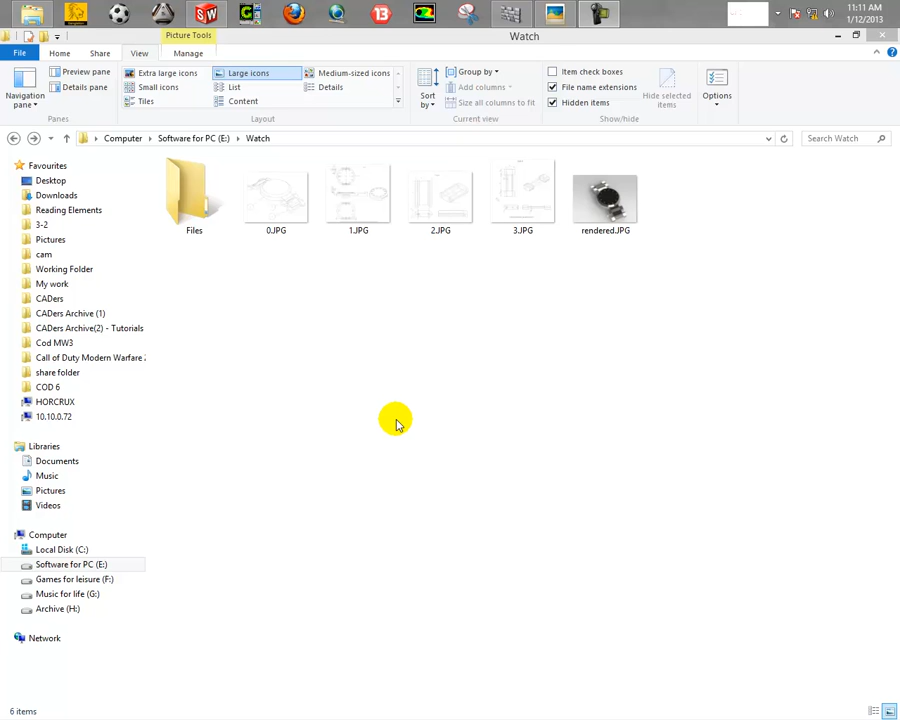 11:11 AM
1/12/2013
Picture Tools
Watch
File
Home
Share
View
Manage
Navigation
pane
Preview pane
Details pane
Panes
Extra large icons
Large icons
Medium-sized icons
Small icons
List
Details
Tiles
Content
Layout
Sort
by
Group by
Add columns
Size all columns to fit
Current view
Item check boxes
File name extensions
Hidden items
Hide selected
items
Show/hide
Options
Computer
Software for PC (E:)
Watch
Search Watch
Favourites
Desktop
Downloads
Reading Elements
3-2
Pictures
cam
Working Folder
My work
CADers
CADers Archive (1)
CADers Archive(2) - Tutorials
Cod MW3
Call of Duty Modern Warfare
share folder
COD 6
HORCRUX
10.10.0.72
Libraries
Documents
Music
Pictures
Videos
Computer
Local Disk (C:)
Software for PC (E:)
Games for leisure (F:)
Music for life (G:)
Archive (H:)
Network
Files
0.JPG
1.JPG
2.JPG
3.JPG
rendered.JPG
6 items